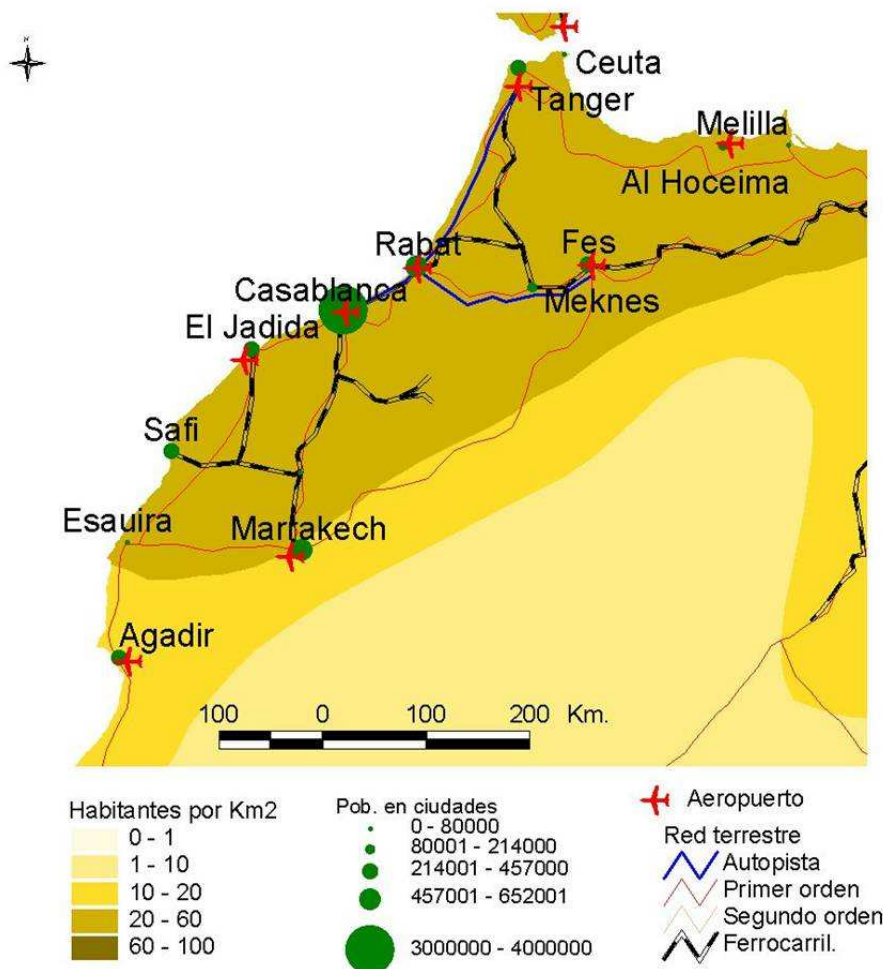 N
Ceuta
Tanger
Melilla
Al Hoceima
Rabat
Fes
Casablanca
Meknes
El Jadida
Safi
Esauira
Marrakech
Agadir
100 0 100 200 Km.
Habitantes por Km2
0 - 1
1 - 10
10 - 20
20 - 60
60 - 100
Pob. en ciudades
0 - 80000
80001 - 214000
214001 - 457000
457001 - 652001
3000000 - 4000000
Aeropuerto
Red terrestre
Autopista
Primer orden
Segundo orden
Ferrocarril.